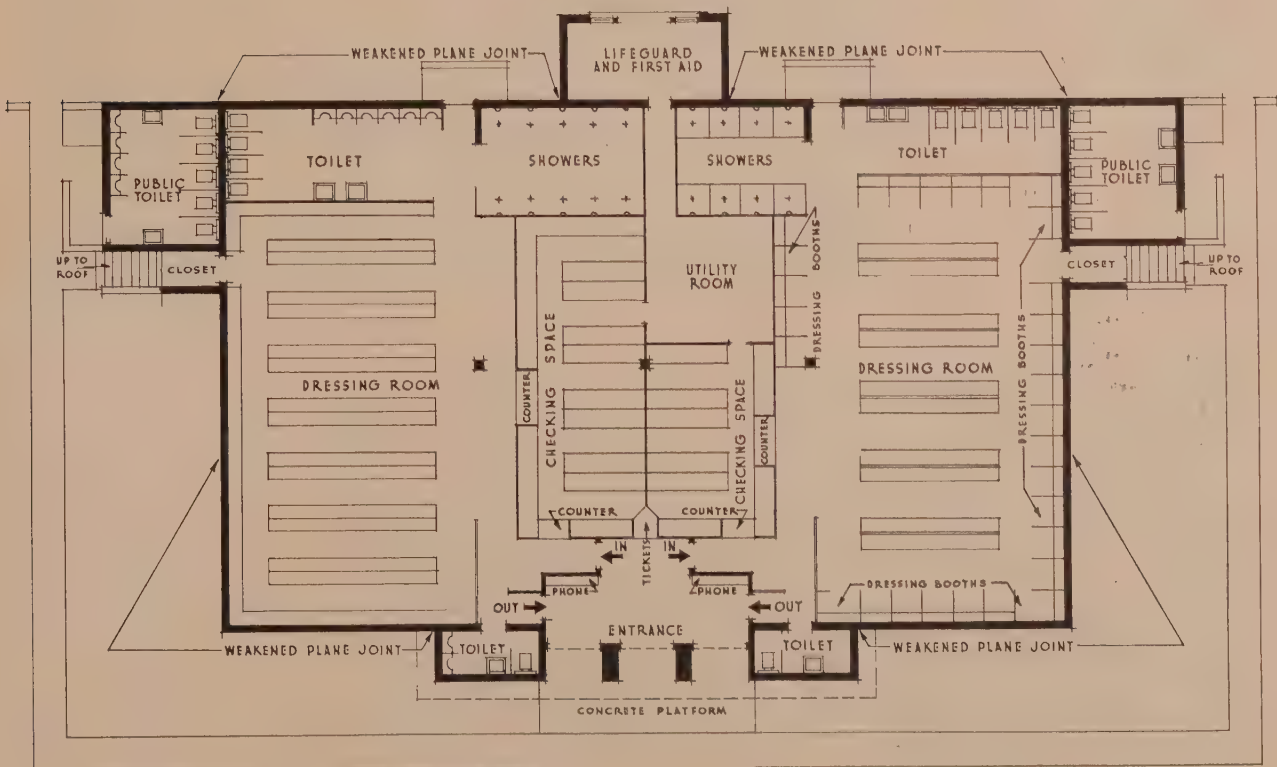 WEAKENED PLANE JOINT
LIFEGUARD
AND FIRST AID
WEAKENED PLANE JOINT
PUBLIC
TOILET
TOILET
SHOWERS
SHOWERS
TOILET
PUBLIC
TOILET
UP TO
ROOF
CLOSET
UTILITY
ROOM
DRESSING BOOTHS
CLOSET
UP TO
ROOF
DRESSING ROOM
COUNTER
CHECKING SPACE
CHECKING SPACE
COUNTER
DRESSING ROOM
DRESSING BOOTHS
COUNTER
COUNTER
IN
TICKETS
IN
PHONE
PHONE
DRESSING BOOTHS
OUT
OUT
ENTRANCE
WEAKENED PLANE JOINT
TOILET
TOILET
WEAKENED PLANE JOINT
CONCRETE PLATFORM